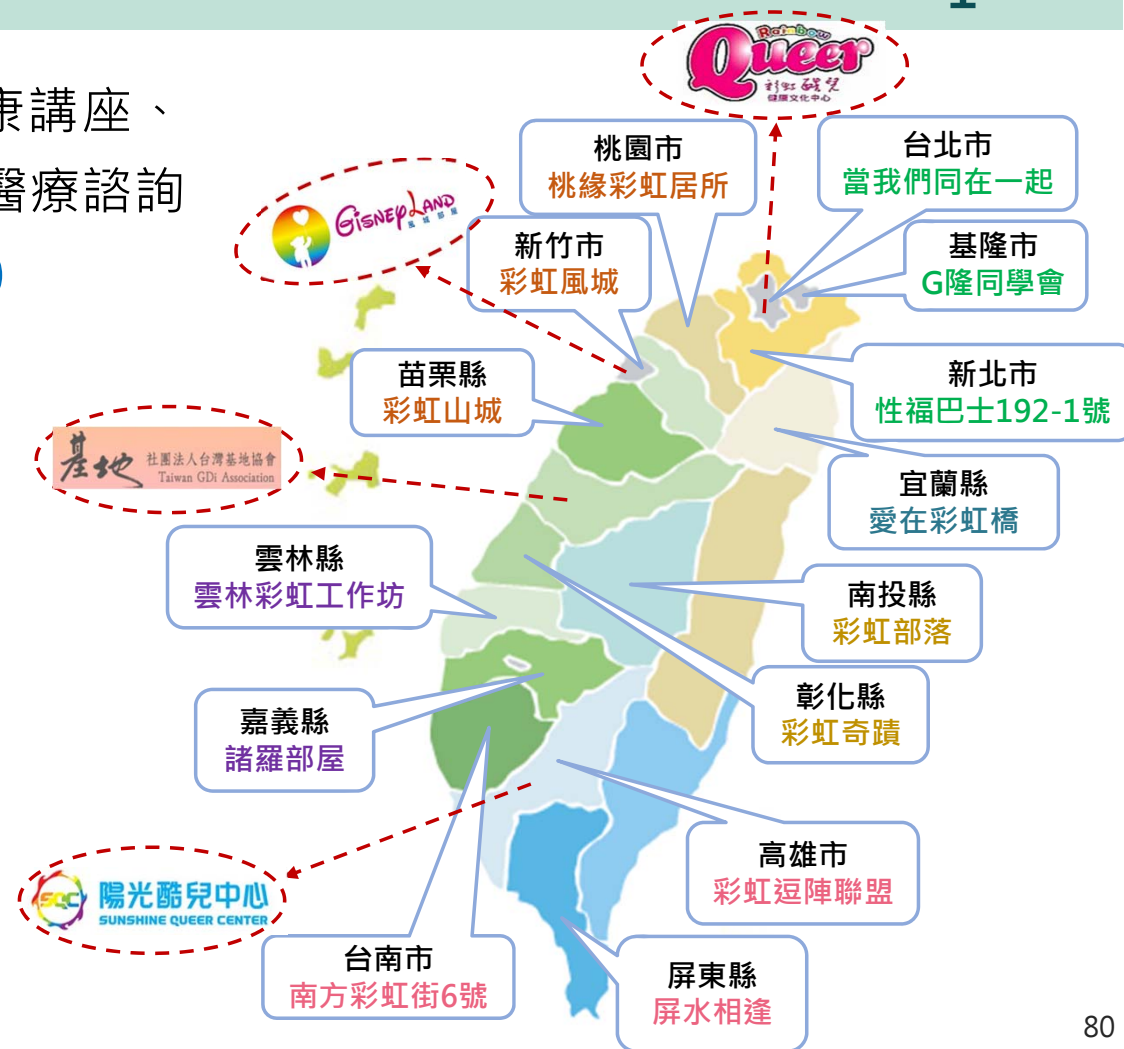 康講座、
醫療諮詢
Rainbow
Queer
彩虹酷兒
健康文化中心
桃園市
桃緣彩虹居所
台北市
當我們同在一起
GisneyLand
風城部屋
新竹市
彩虹風城
基隆市
G隆同學會
苗栗縣
彩虹山城
新北市
性福巴士192-1號
基地
社團法人台灣基地協會
Taiwan GDi Association
宜蘭縣
愛在彩虹橋
雲林縣
雲林彩虹工作坊
南投縣
彩虹部落
嘉義縣
諸羅部屋
彰化縣
彩虹奇蹟
高雄市
彩虹逗陣聯盟
SQC
陽光酷兒中心
SUNSHINE QUEER CENTER
台南市
南方彩虹街6號
屏東縣
屏水相逢
80